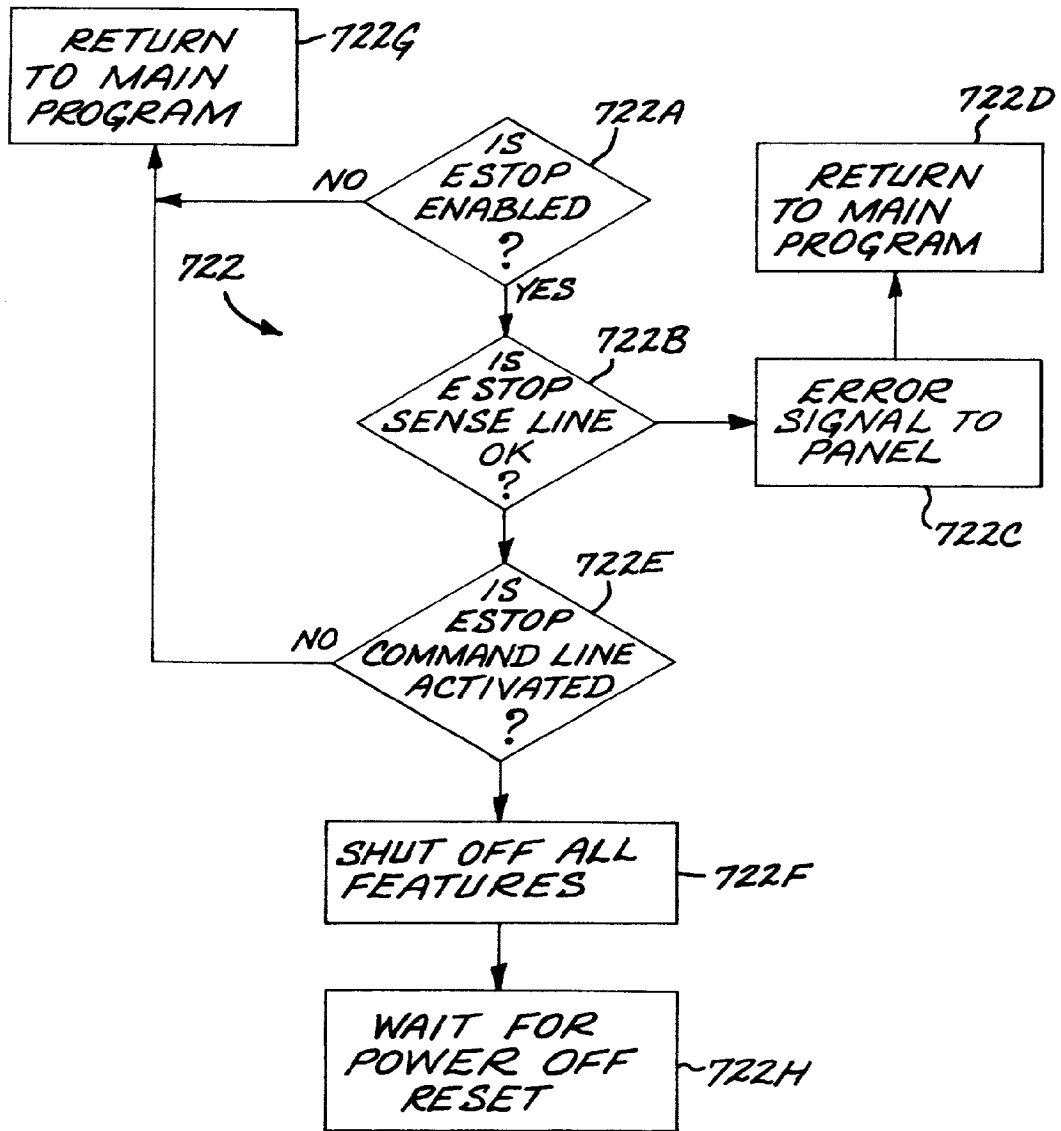 RETURN
TO MAIN
PROGRAM
722G
IS
ESTOP
ENABLED
?
722A
NO
YES
722D
RETURN
TO MAIN
PROGRAM
722
IS
ESTOP
SENSE LINE
OK
?
722B
ERROR
SIGNAL TO
PANEL
722C
IS
ESTOP
COMMAND LINE
ACTIVATED
?
722E
NO
SHUT OFF ALL
FEATURES
722F
WAIT FOR
POWER OFF
RESET
722H